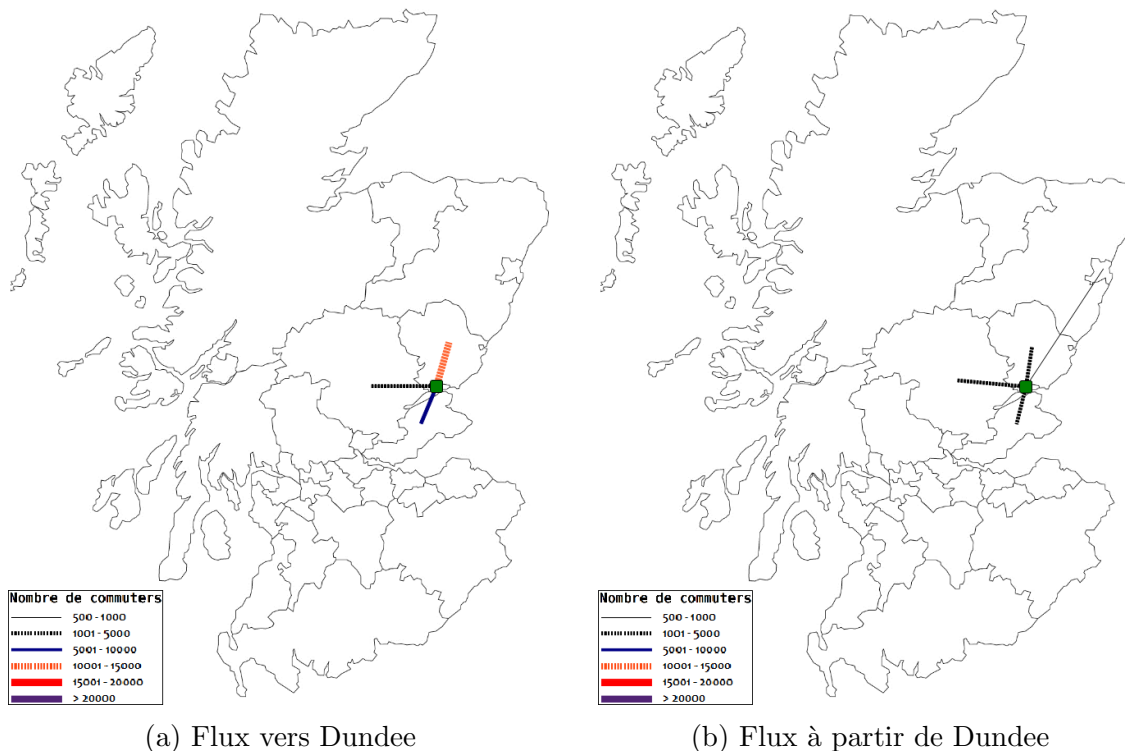 Nombre de commuters
500 - 1000
1001 - 5000
5001 - 10000
10001 - 15000
15001 - 20000
> 20000
Nombre de commuters
500 - 1000
1001 - 5000
5001 - 10000
10001 - 15000
15001 - 20000
> 20000
(a) Flux vers Dundee
(b) Flux à partir de Dundee